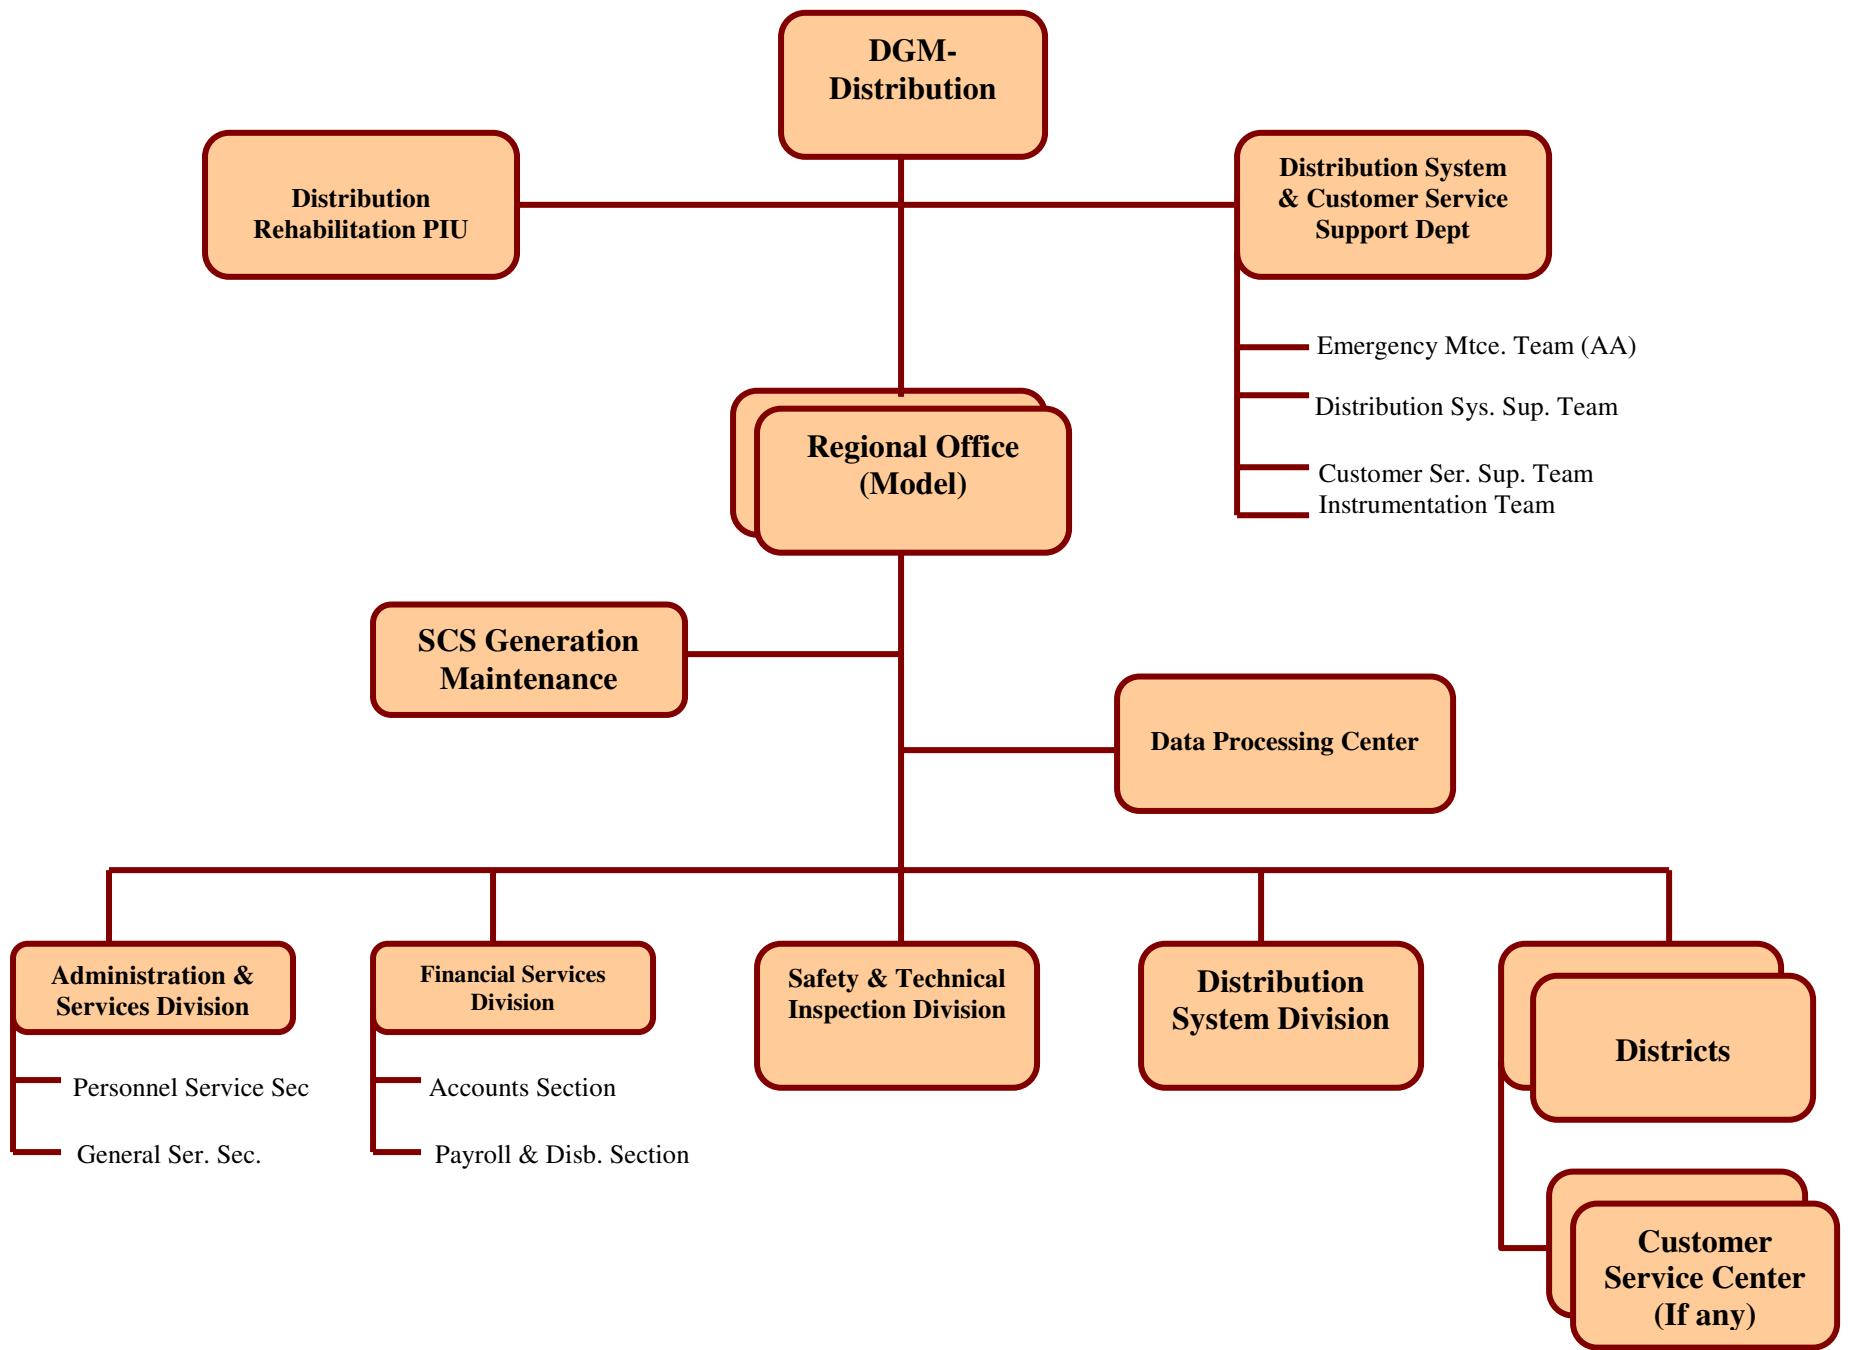 DGM-
Distribution
Distribution
Rehabilitation PIU
Distribution System
& Customer Service
Support Dept
Emergency Mtce. Team (AA)
Distribution Sys. Sup. Team
Customer Ser. Sup. Team
Instrumentation Team
Regional Office
(Model)
SCS Generation
Maintenance
Data Processing Center
Administration &
Services Division
Personnel Service Sec
General Ser. Sec.
Financial Services
Division
Accounts Section
Payroll & Disb. Section
Safety & Technical
Inspection Division
Distribution
System Division
Districts
Customer
Service Center
(If any)